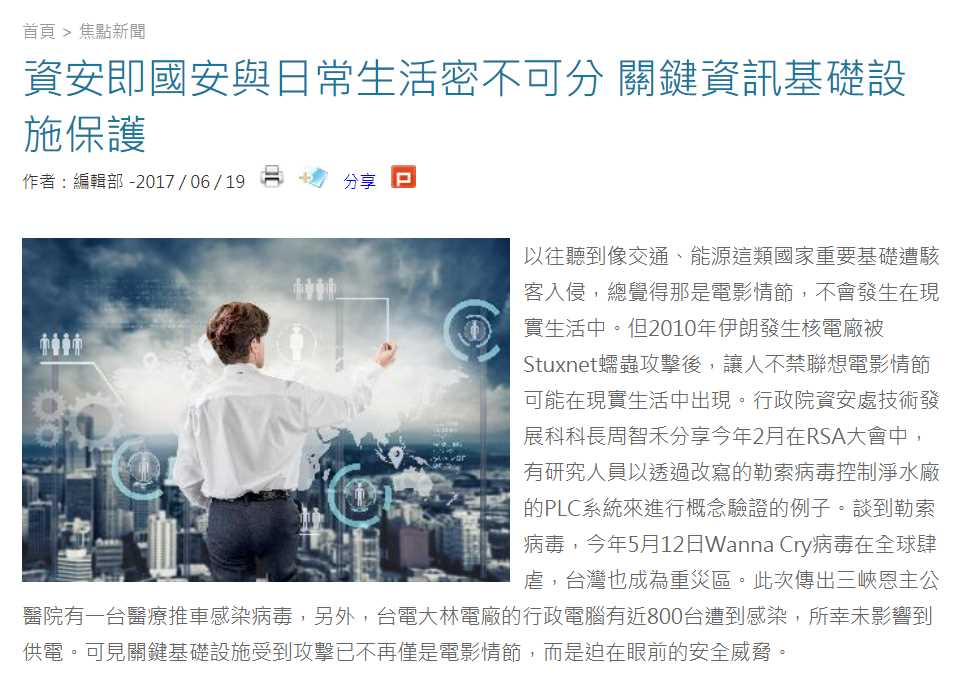 首頁 > 焦點新聞
資安即國安與日常生活密不可分 關鍵資訊基礎設
施保護
作者：編輯部 -2017 / 06 / 19 分享
以往聽到像交通、能源這類國家重要基礎遭駭
客入侵，總覺得那是電影情節，不會發生在現
實生活中。但2010年伊朗發生核電廠被
Stuxnet蠕蟲攻擊後，讓人不禁聯想電影情節
可能在現實生活中出現。行政院資安處技術發
展科科長周智禾分享今年2月在RSA大會中，
有研究人員以透過改寫的勒索病毒控制淨水廠
的PLC系統來進行概念驗證的例子。談到勒索
病毒，今年5月12日Wanna Cry病毒在全球肆
虐，台灣也成為重災區。此次傳出三峽恩主公
醫院有一台醫療推車感染病毒，另外，台電大林電廠的行政電腦有近800台遭到感染，所幸未影響到
供電。可見關鍵基礎設施受到攻擊已不再僅是電影情節，而是迫在眼前的安全威脅。